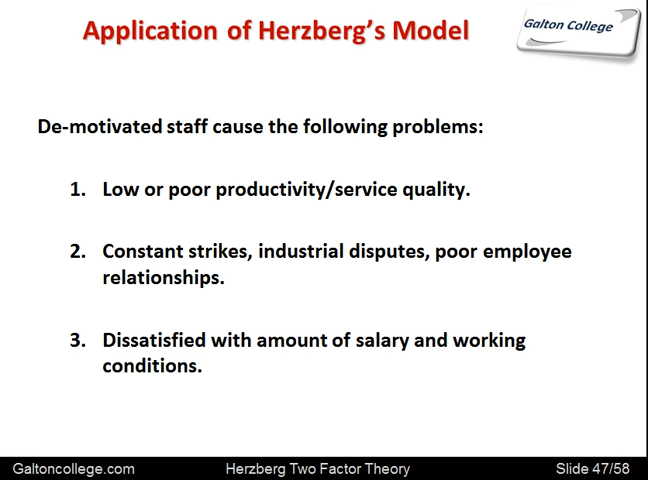 Application of Herzberg's Model
Galton College
De-motivated staff cause the following problems:
1. Low or poor productivity/service quality.
2. Constant strikes, industrial disputes, poor employee
relationships.
3. Dissatisfied with amount of salary and working
conditions.
Galtoncollege.com Herzberg Two Factor Theory Slide 47/58